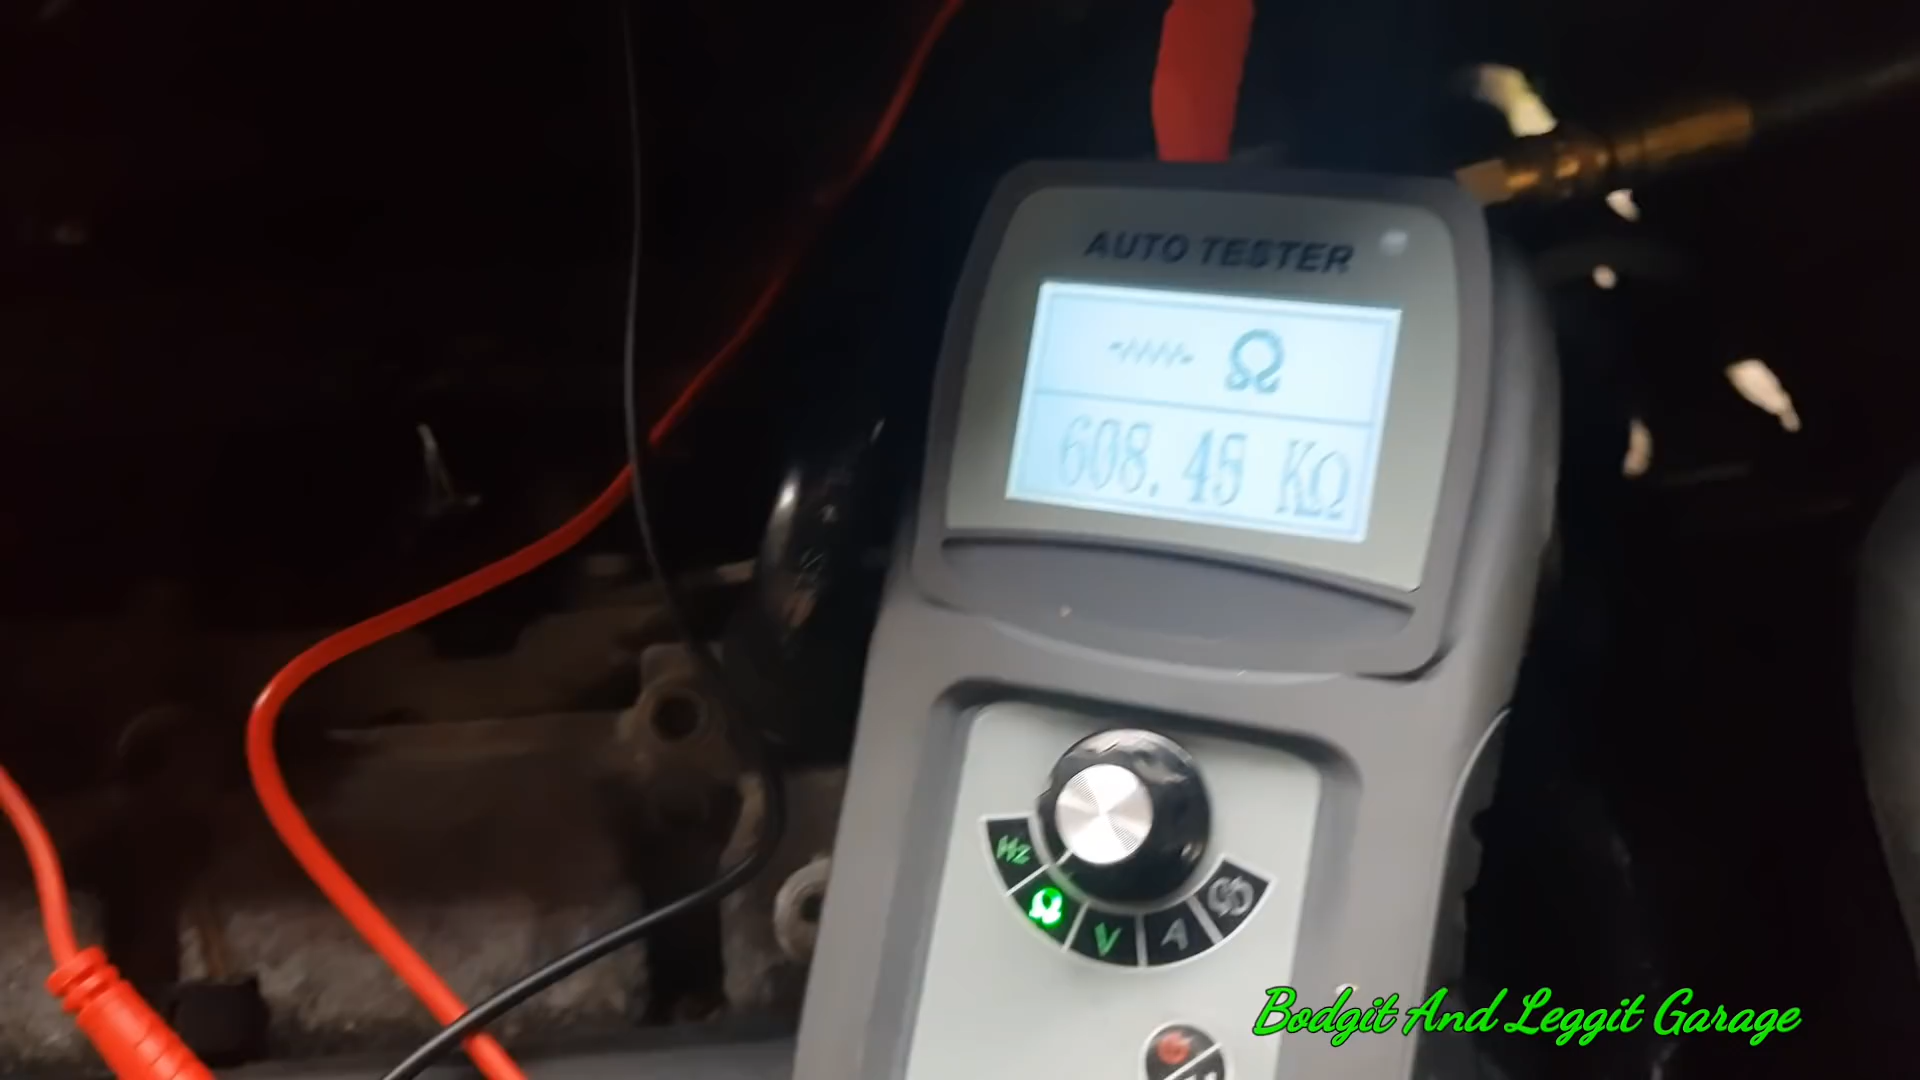 AUTO TESTER
Ω
608.45 KΩ
Hz
Ω
V
A
Bodgit And Leggit Garage